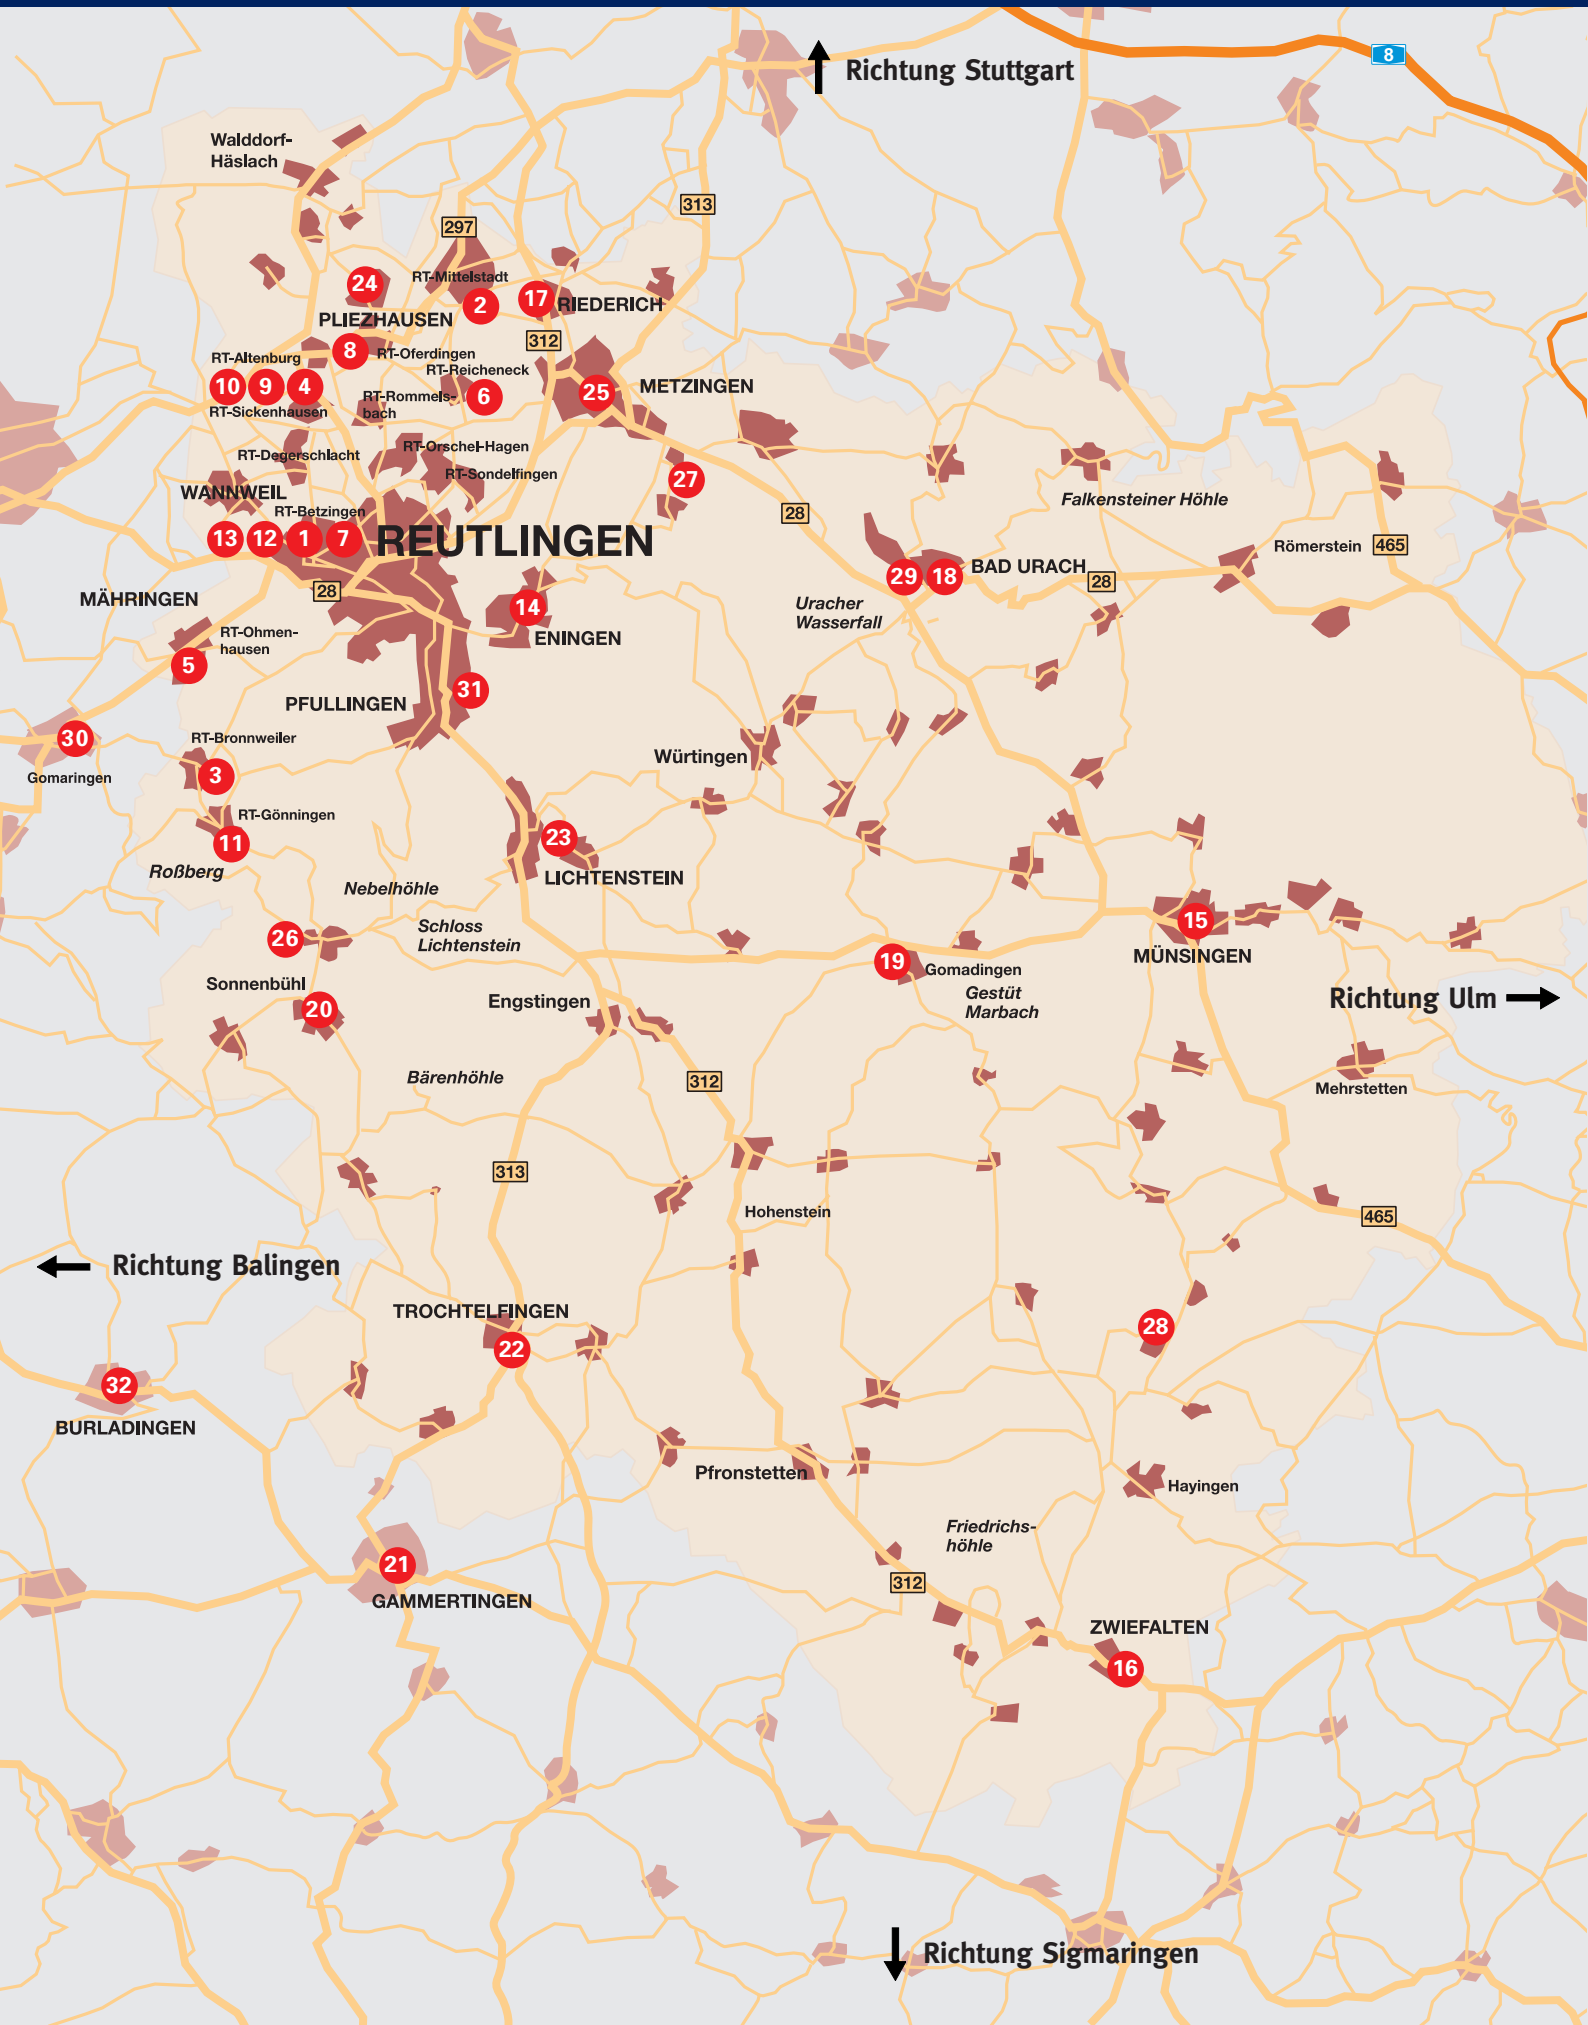 8
Richtung Stuttgart
Walddorf-
Häslach
313
297
24
RT-Mittelstadt
2
17
RIEDERICH
PLIEZHAUSEN
312
8
RT-Oferdingen
RT-Altenburg
RT-Reicheneck
10
9
4
RT-Rommels-
bach
6
25
METZINGEN
RT-Sickenhausen
RT-Orschel-Hagen
RT-Degerschlacht
RT-Sondelfingen
27
WANNWEIL
Falkensteiner Höhle
RT-Betzingen
28
13
12
1
7
REUTLINGEN
Römerstein
465
29
18
BAD URACH
28
28
MÄHRINGEN
14
Uracher
Wasserfall
RT-Ohmen-
hausen
ENINGEN
5
31
PFULLINGEN
30
RT-Bronnweiler
Würtingen
3
Gomaringen
RT-Gönningen
11
23
Roßberg
LICHTENSTEIN
Nebelhöhle
Schloss
Lichtenstein
15
26
MÜNSINGEN
19
Gomadingen
Sonnenbühl
Gestüt
Marbach
20
Engstingen
Richtung Ulm
Bärenhöhle
312
Mehrstetten
313
Hohenstein
465
Richtung Balingen
TROCHTELFINGEN
28
22
32
BURLADINGEN
Pfronstetten
Hayingen
Friedrichs-
höhle
21
312
GAMMERTINGEN
ZWIEFALTEN
16
Richtung Sigmaringen